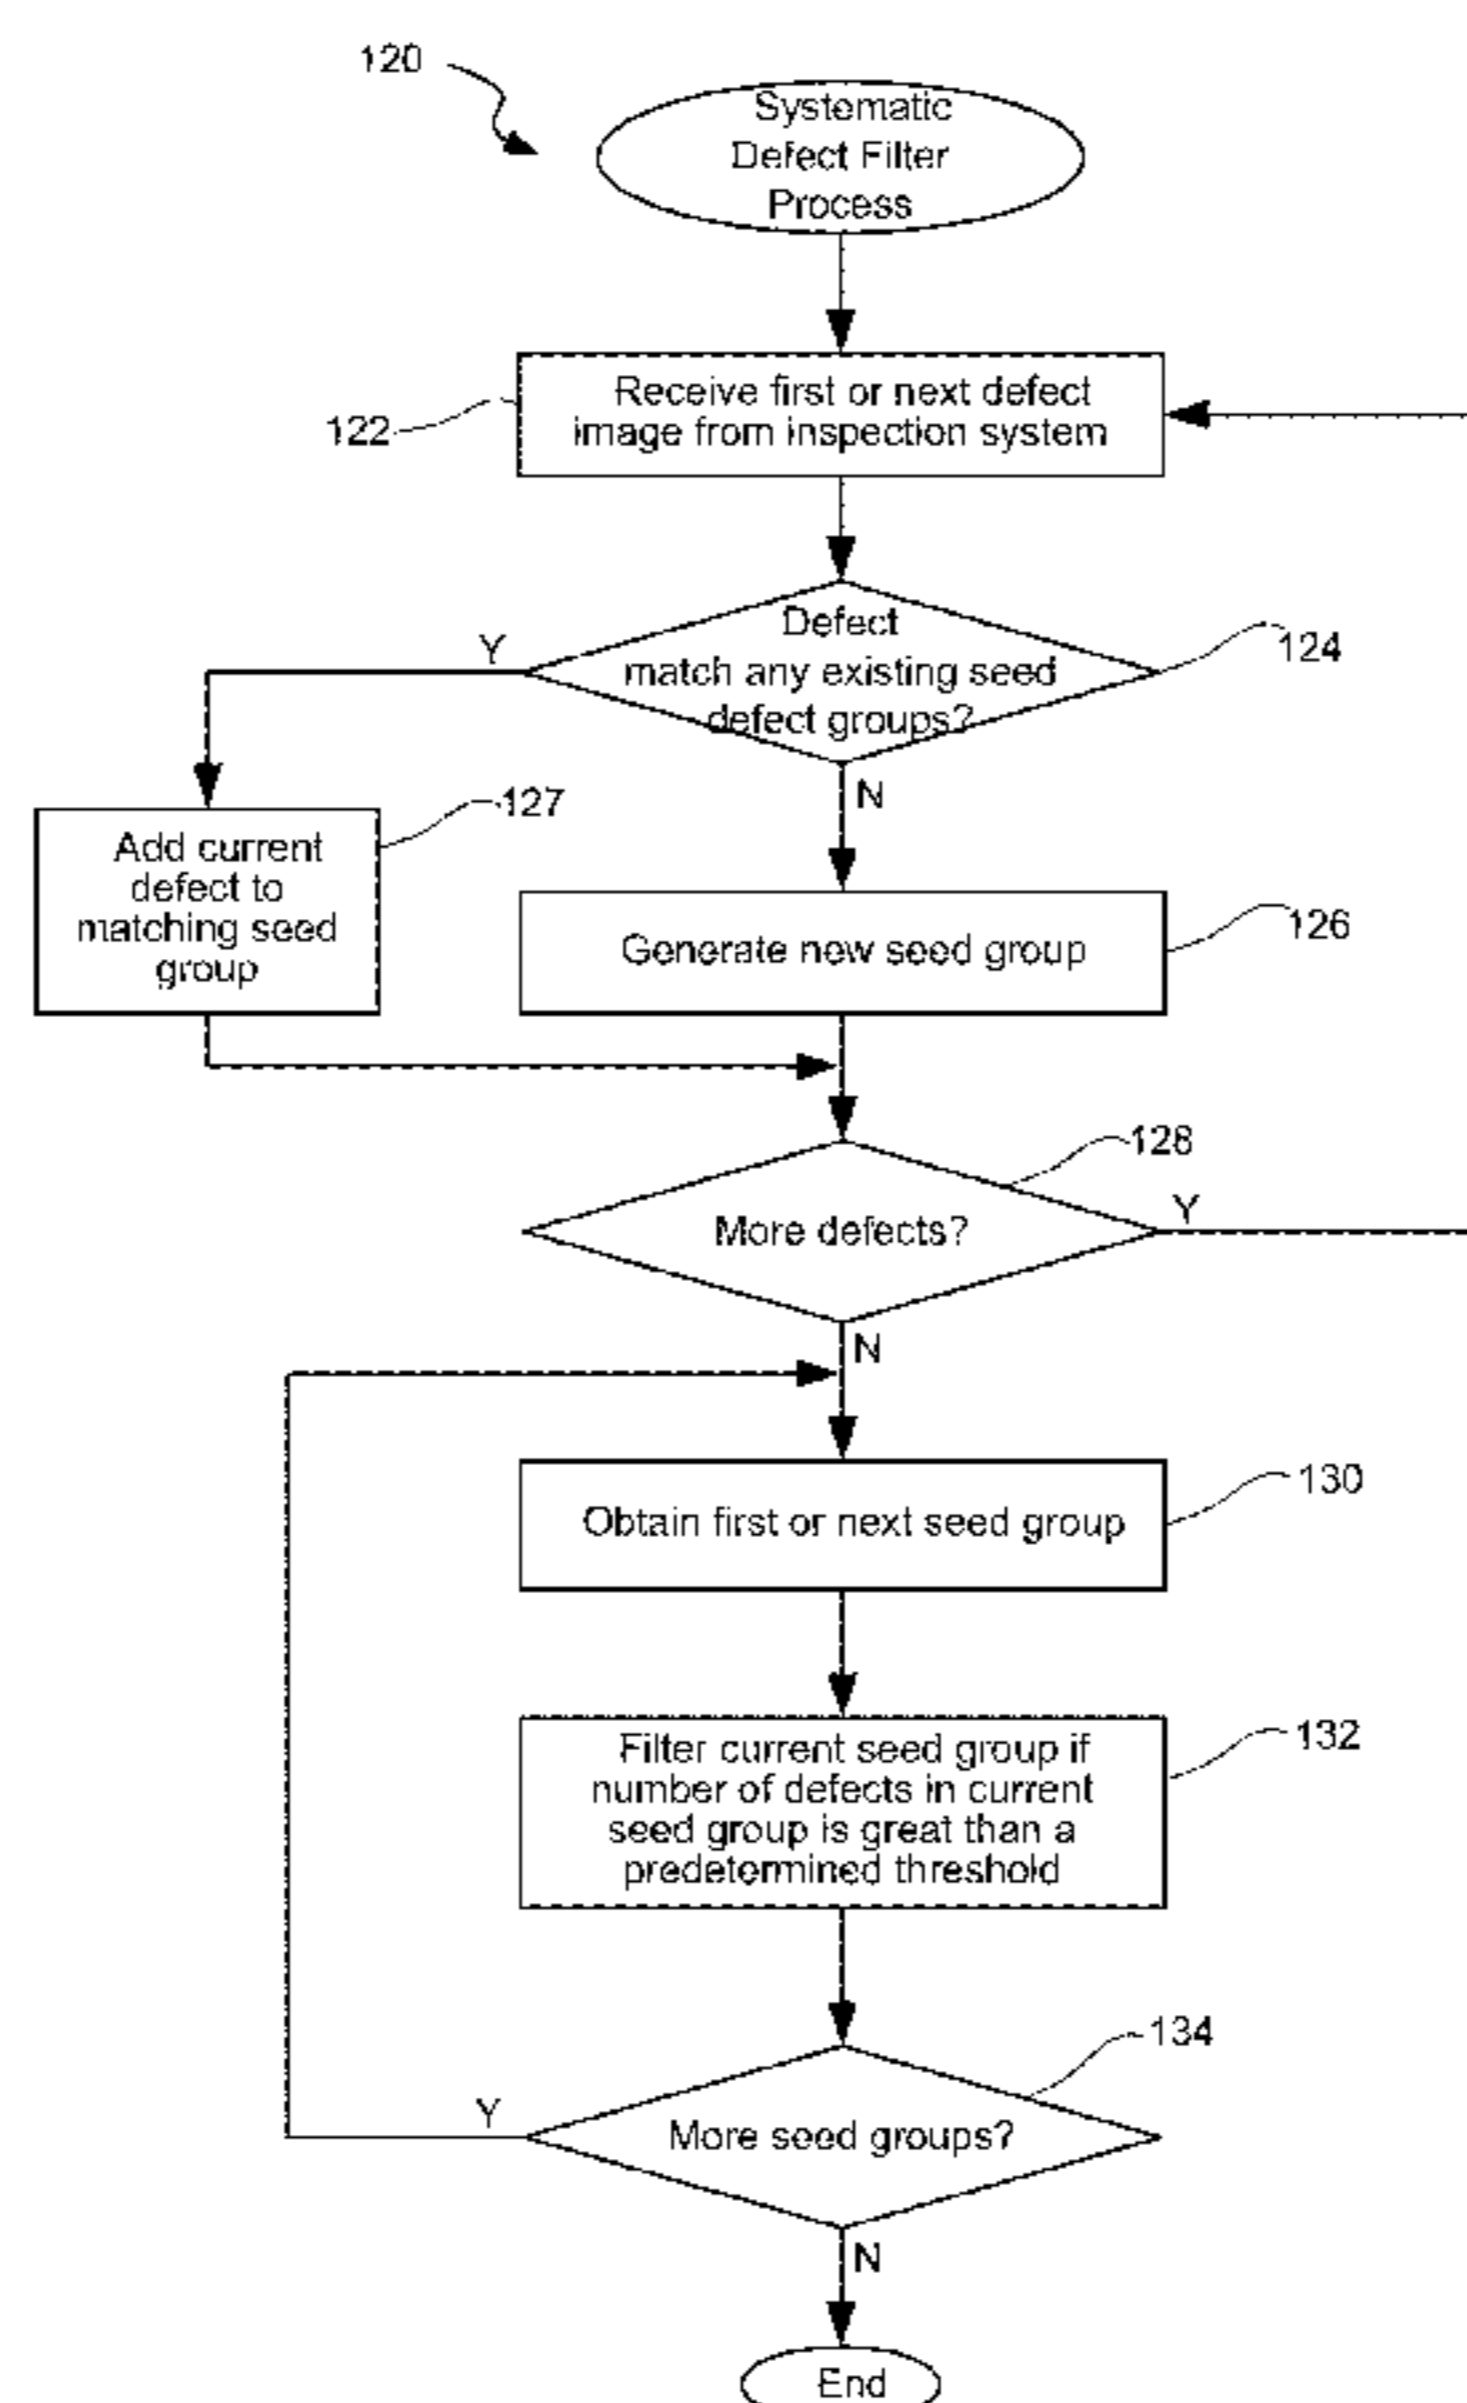 120
Systematic
Defect Filter
Process
Receive first or next defect
image from inspection system
122
Defect
match any existing seed
defect groups?
Y
124
N
127
Add current
defect to
matching seed
group
Generate new seed group
126
128
More defects?
Y
N
Obtain first or next seed group
130
Filter current seed group if
number of defects in current
seed group is great than a
predetermined threshold
132
134
More seed groups?
Y
N
End